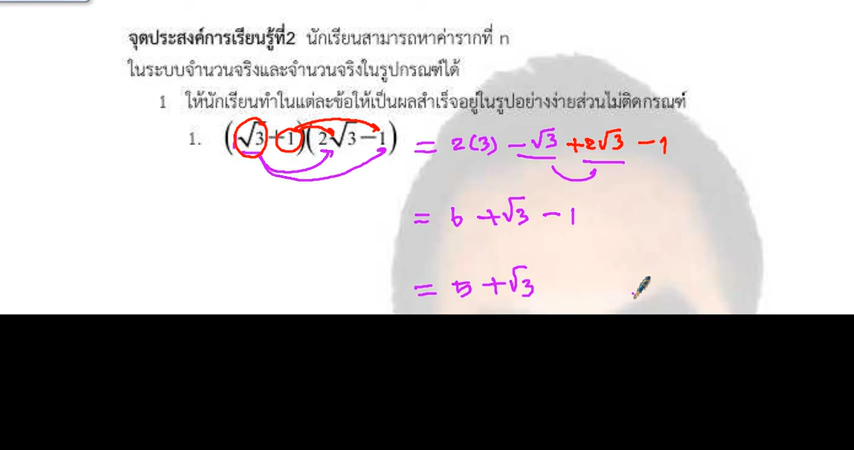 จุดประสงค์การเรียนรู้ที่2 นักเรียนสามารถหาค่ารากที่ n
ในระบบจำนวนจริงและจำนวนจริงในรูปกรณฑ์ได้
1 ให้นักเรียนทำในแต่ละข้อให้เป็นผลสำเร็จอยู่ในรูปอย่างง่ายส่วนไม่ติดกรณฑ์
1. (√3+1)(2√3−1) = 2(3) −√3 +2√3 −1
= 6 +√3 −1
= 5 +√3